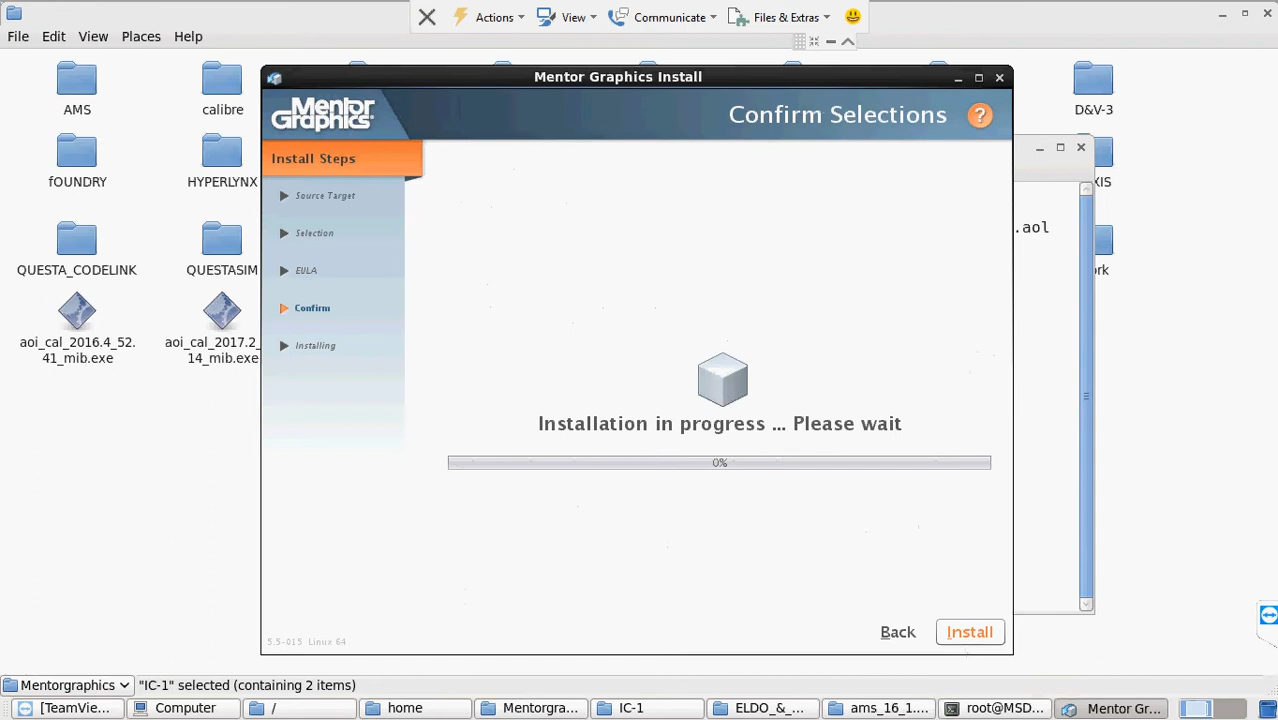 Actions
View
Communicate
Files & Extras
File Edit View Places Help
Mentor Graphics Install
AMS
calibre
D&V-3
Mentor
Graphics®
Confirm Selections
?
Install Steps
fOUNDRY
HYPERLYNX
XIS
Source Target
Selection
.aol
QUESTA_CODELINK
QUESTASIM
EULA
rk
Confirm
Installing
aoi_cal_2016.4_52.
41_mib.exe
aoi_cal_2017.2_
14_mib.exe
Installation in progress ... Please wait
0%
5.5-015 Linux 64
Back
Install
Mentorgraphics
"IC-1" selected (containing 2 items)
[TeamVie...
Computer
/
home
Mentorgra...
IC-1
ELDO_&_...
ams_16_1....
root@MSD...
Mentor Gr...